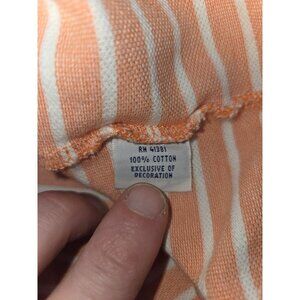 RN 41381
100% COTTON
EXCLUSIVE OF
DECORATION